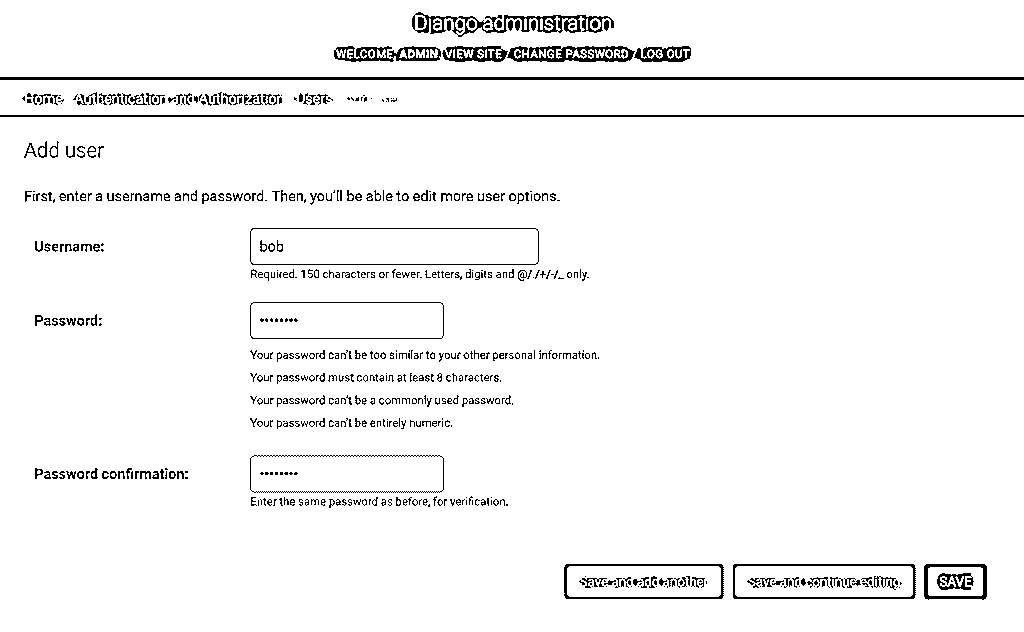 Django administration
WELCOME, ADMIN. VIEW SITE / CHANGE PASSWORD / LOG OUT
Home Authentication and Authorization Users
Add user
First, enter a username and password. Then, you'll be able to edit more user options.
Username: bob
Required. 150 characters or fewer. Letters, digits and @/./+/-/_ only.
Password: ••••••••
Your password can't be too similar to your other personal information.
Your password must contain at least 8 characters.
Your password can't be a commonly used password.
Your password can't be entirely numeric.
Password confirmation: ••••••••
Enter the same password as before, for verification.
Save and add another Save and continue editing SAVE